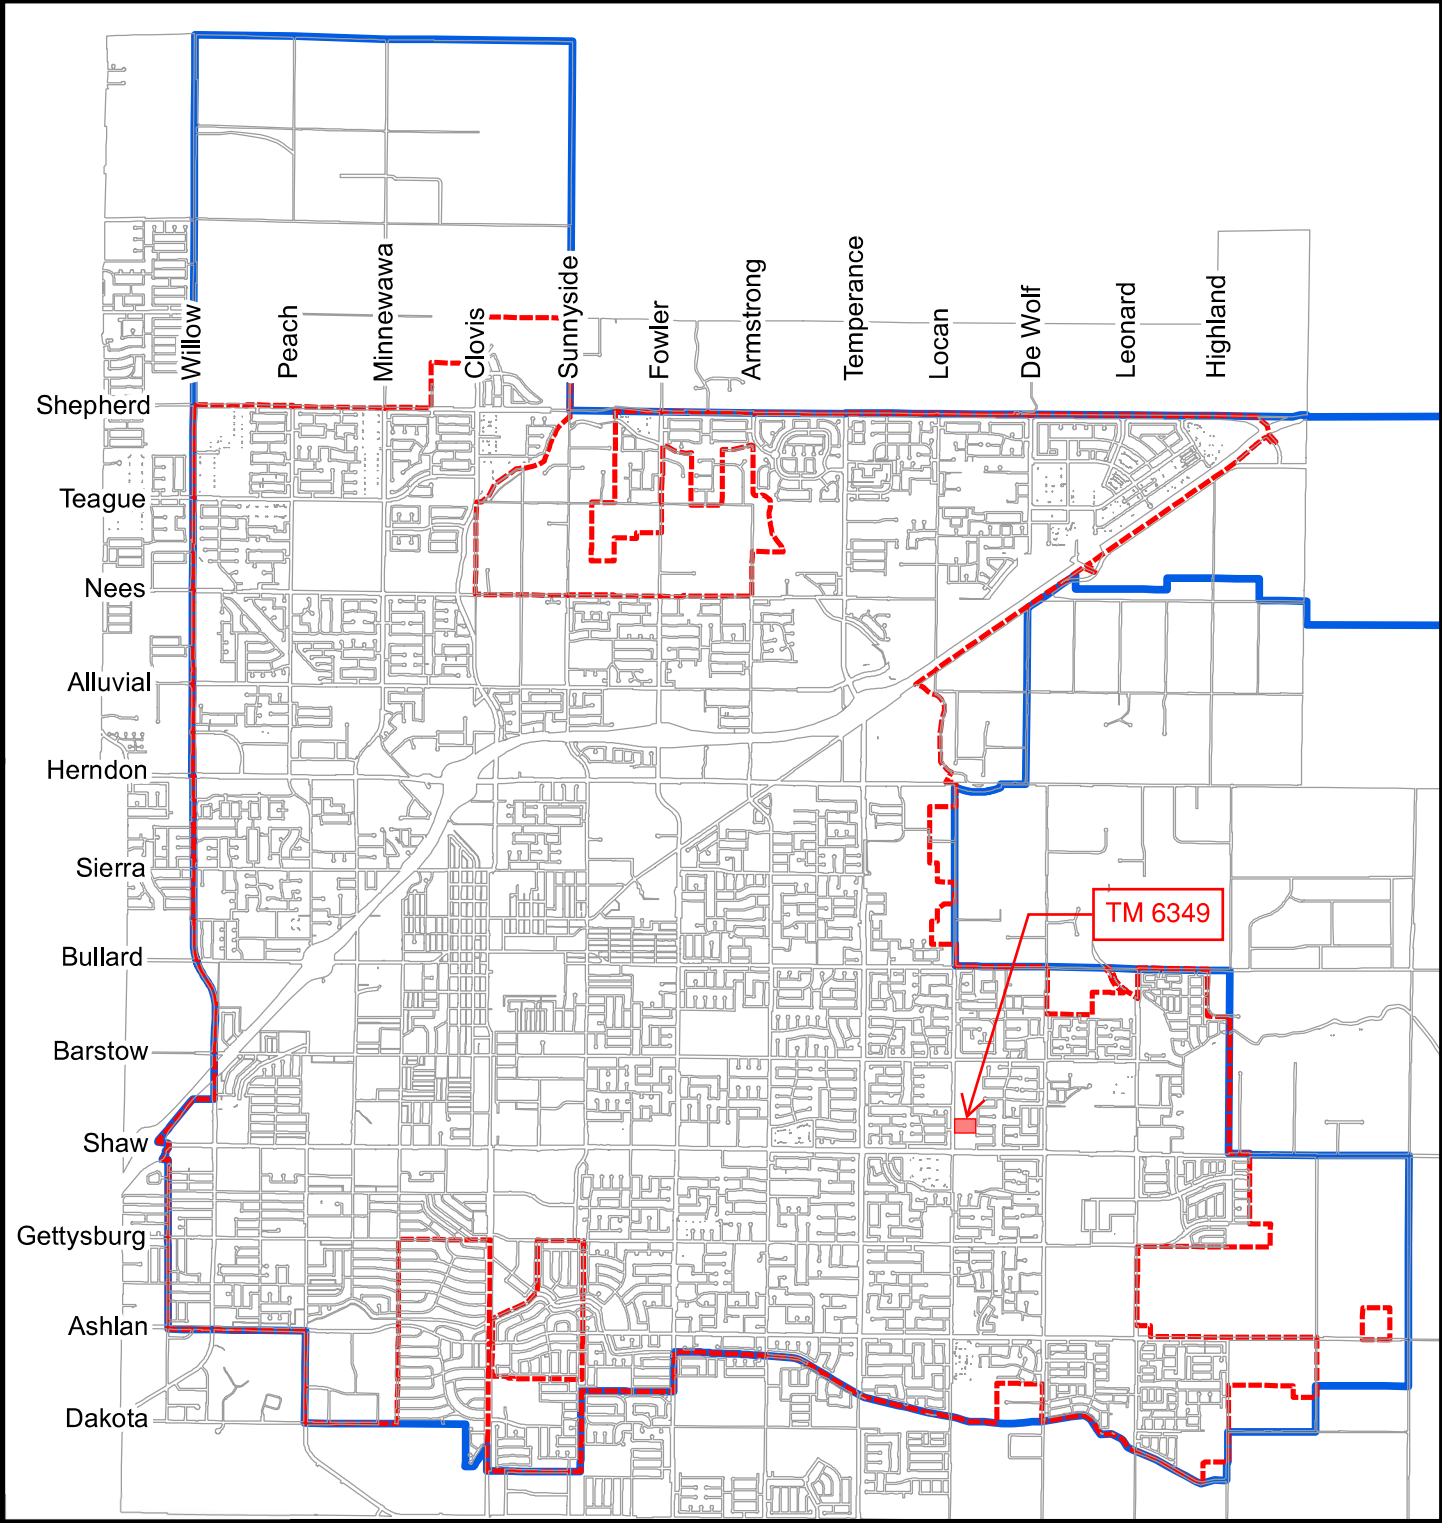 Willow
Peach
Minnewawa
Clovis
Sunnyside
Fowler
Armstrong
Temperance
Locan
De Wolf
Leonard
Highland
Shepherd
Teague
Nees
Alluvial
Herndon
Sierra
TM 6349
Bullard
Barstow
Shaw
Gettysburg
Ashlan
Dakota